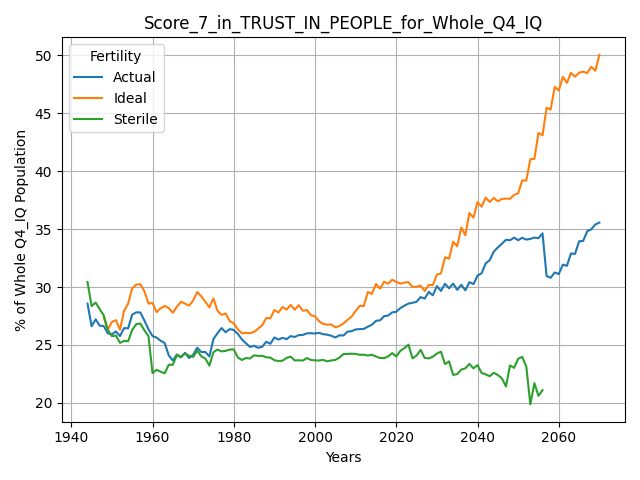 Score_7_in_TRUST_IN_PEOPLE_for_Whole_Q4_IQ
Fertility
Actual
Ideal
Sterile
% of Whole Q4_IQ Population
50
45
40
35
30
25
20
1940 1960 1980 2000 2020 2040 2060
Years